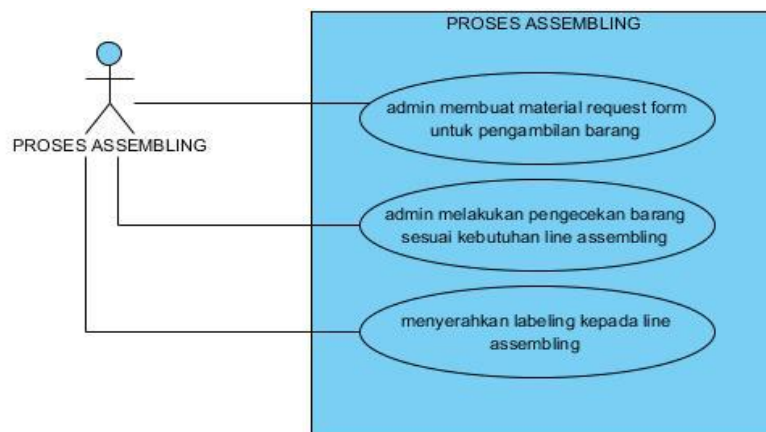 PROSES ASSEMBLING
admin membuat material request form
untuk pengambilan barang
PROSES ASSEMBLING
admin melakukan pengecekan barang
sesuai kebutuhan line assembling
menyerahkan labeling kepada line
assembling